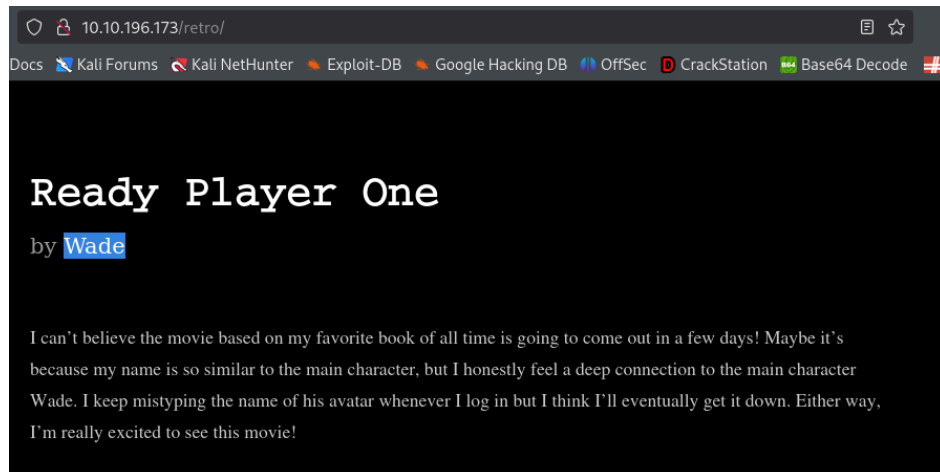 10.10.196.173/retro/
Docs Kali Forums Kali NetHunter Exploit-DB Google Hacking DB OffSec CrackStation B64 Base64 Decode
Ready Player One
by Wade
I can’t believe the movie based on my favorite book of all time is going to come out in a few days! Maybe it’s
because my name is so similar to the main character, but I honestly feel a deep connection to the main character
Wade. I keep mistyping the name of his avatar whenever I log in but I think I’ll eventually get it down. Either way,
I’m really excited to see this movie!